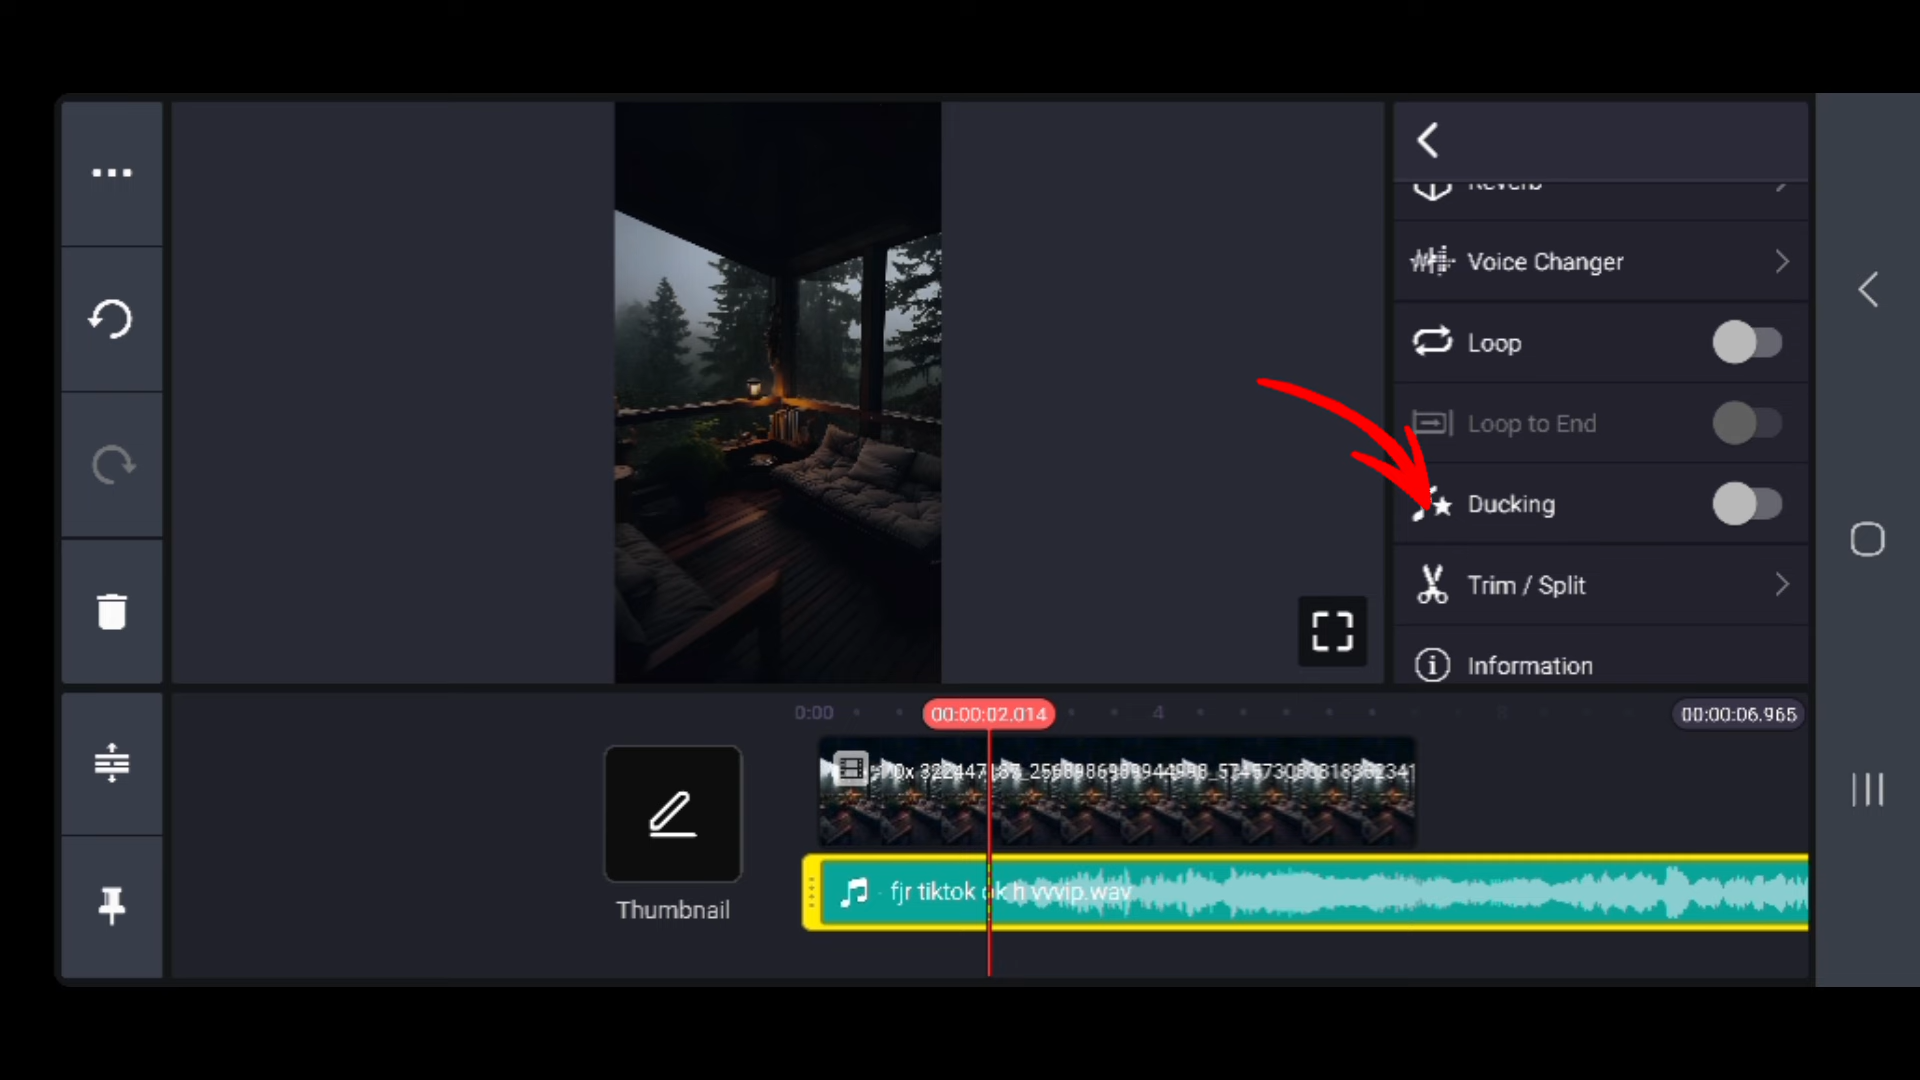 Reverb
Voice Changer
Loop
Loop to End
Ducking
Trim / Split
Information
0:00
00:00:02.014
4
8
00:00:06.965
fjr tiktok ok h vvvip.wav
Thumbnail